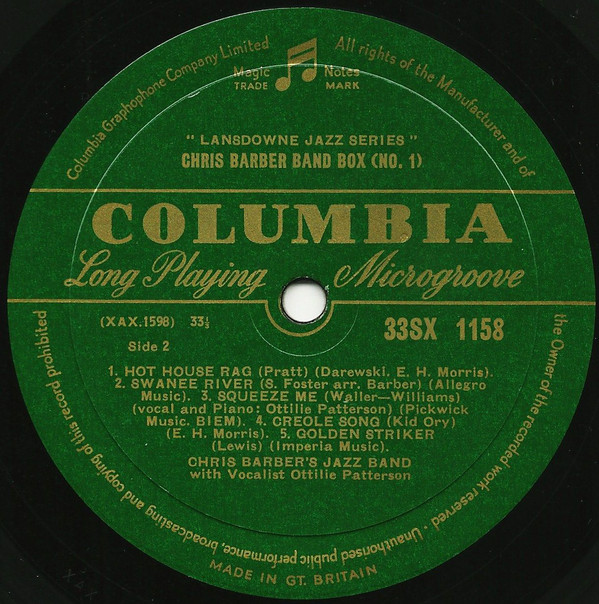 Columbia Graphophone Company Limited
All rights of the Manufacturer and of
the Owner of the recorded work reserved · Unauthorised public performance, broadcasting and copying of this record prohibited
Magic Notes
TRADE MARK
"LANSDOWNE JAZZ SERIES"
CHRIS BARBER BAND BOX (NO. 1)
COLUMBIA
Long Playing Microgroove
(XAX.1598) 33⅓
33SX 1158
Side 2
1. HOT HOUSE RAG (Pratt) (Darewski. E. H. Morris).
2. SWANEE RIVER (S. Foster arr. Barber) (Allegro
Music). 3. SQUEEZE ME (Waller—Williams)
(vocal and Piano: Ottilie Patterson) (Pickwick
Music. BIEM). 4. CREOLE SONG (Kid Ory)
(E. H. Morris). 5. GOLDEN STRIKER
(Lewis) (Imperia Music).
CHRIS BARBER'S JAZZ BAND
with Vocalist Ottilie Patterson
MADE IN GT. BRITAIN